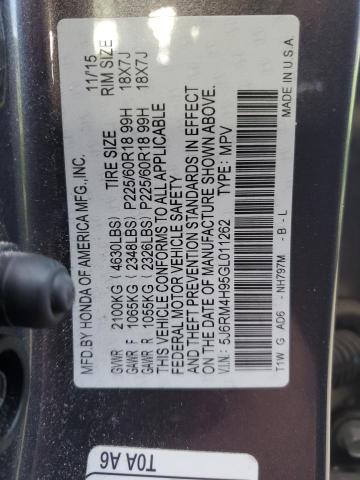 MFD. BY HONDA OF AMERICA MFG.,INC. 11/15
TIRE SIZE RIM SIZE
GVWR 2100KG (4630LBS)
GAWR F 1065KG (2348LBS) P225/60R18 99H 18X7J
GAWR R 1055KG (2326LBS) P225/60R18 99H 18X7J
THIS VEHICLE CONFORMS TO ALL APPLICABLE
FEDERAL MOTOR VEHICLE SAFETY
AND THEFT PREVENTION STANDARDS IN EFFECT
ON THE DATE OF MANUFACTURE SHOWN ABOVE.
V.I.N.: 5J6RM4H95GL011262 TYPE: MPV
T1W G AD6 -NH797M -B-L MADE IN U.S.A.
T0A A6